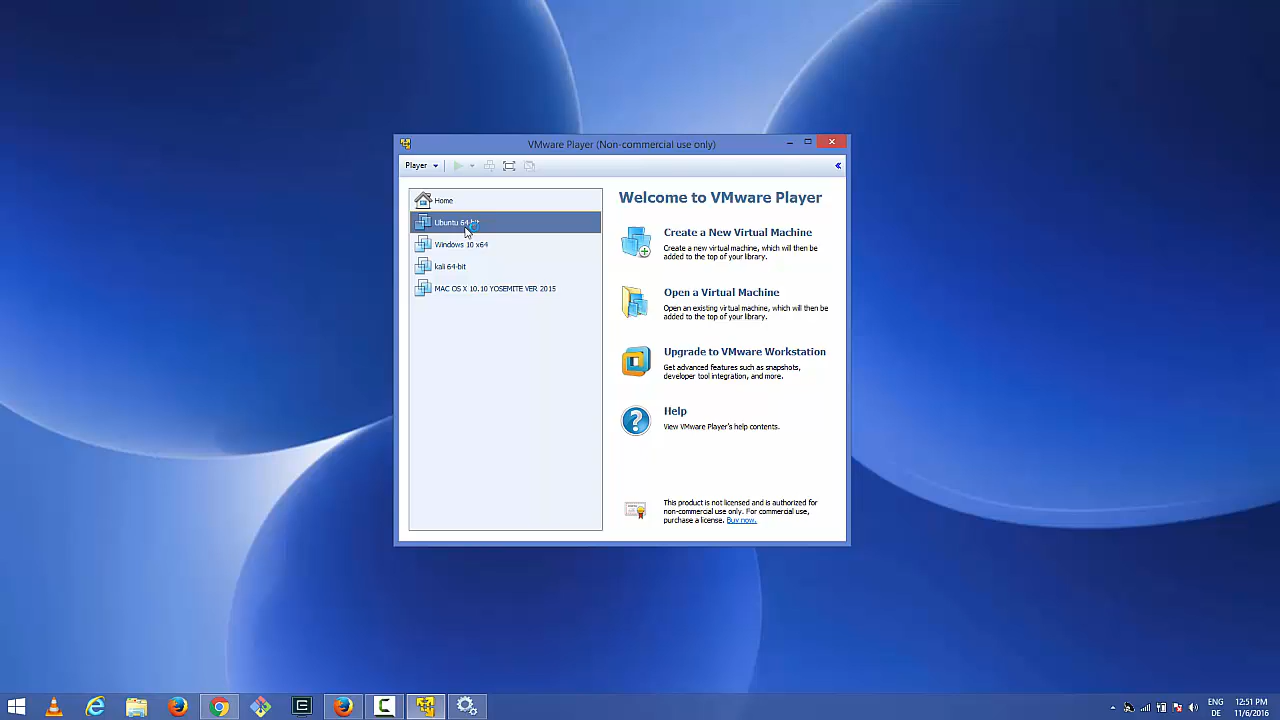 VMware Player (Non-commercial use only)
Player
Home
Ubuntu 64-bit
Windows 10 x64
kali 64-bit
MAC OS X 10.10 YOSEMITE VER 2015
Welcome to VMware Player
Create a New Virtual Machine
Create a new virtual machine, which will then be
added to the top of your library.
Open a Virtual Machine
Open an existing virtual machine, which will then be
added to the top of your library.
Upgrade to VMware Workstation
Get advanced features such as snapshots,
developer tool integration, and more.
Help
View VMware Player's help contents.
This product is not licensed and is authorized for
non-commercial use only. For commercial use,
purchase a license. Buy now.
ENG
DE
12:51 PM
11/6/2016